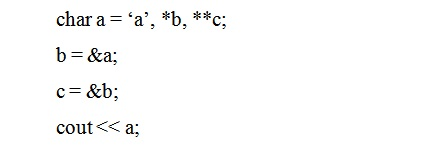 char a = ‘a’, *b, **c;
b = &a;
c = &b;
cout << a;